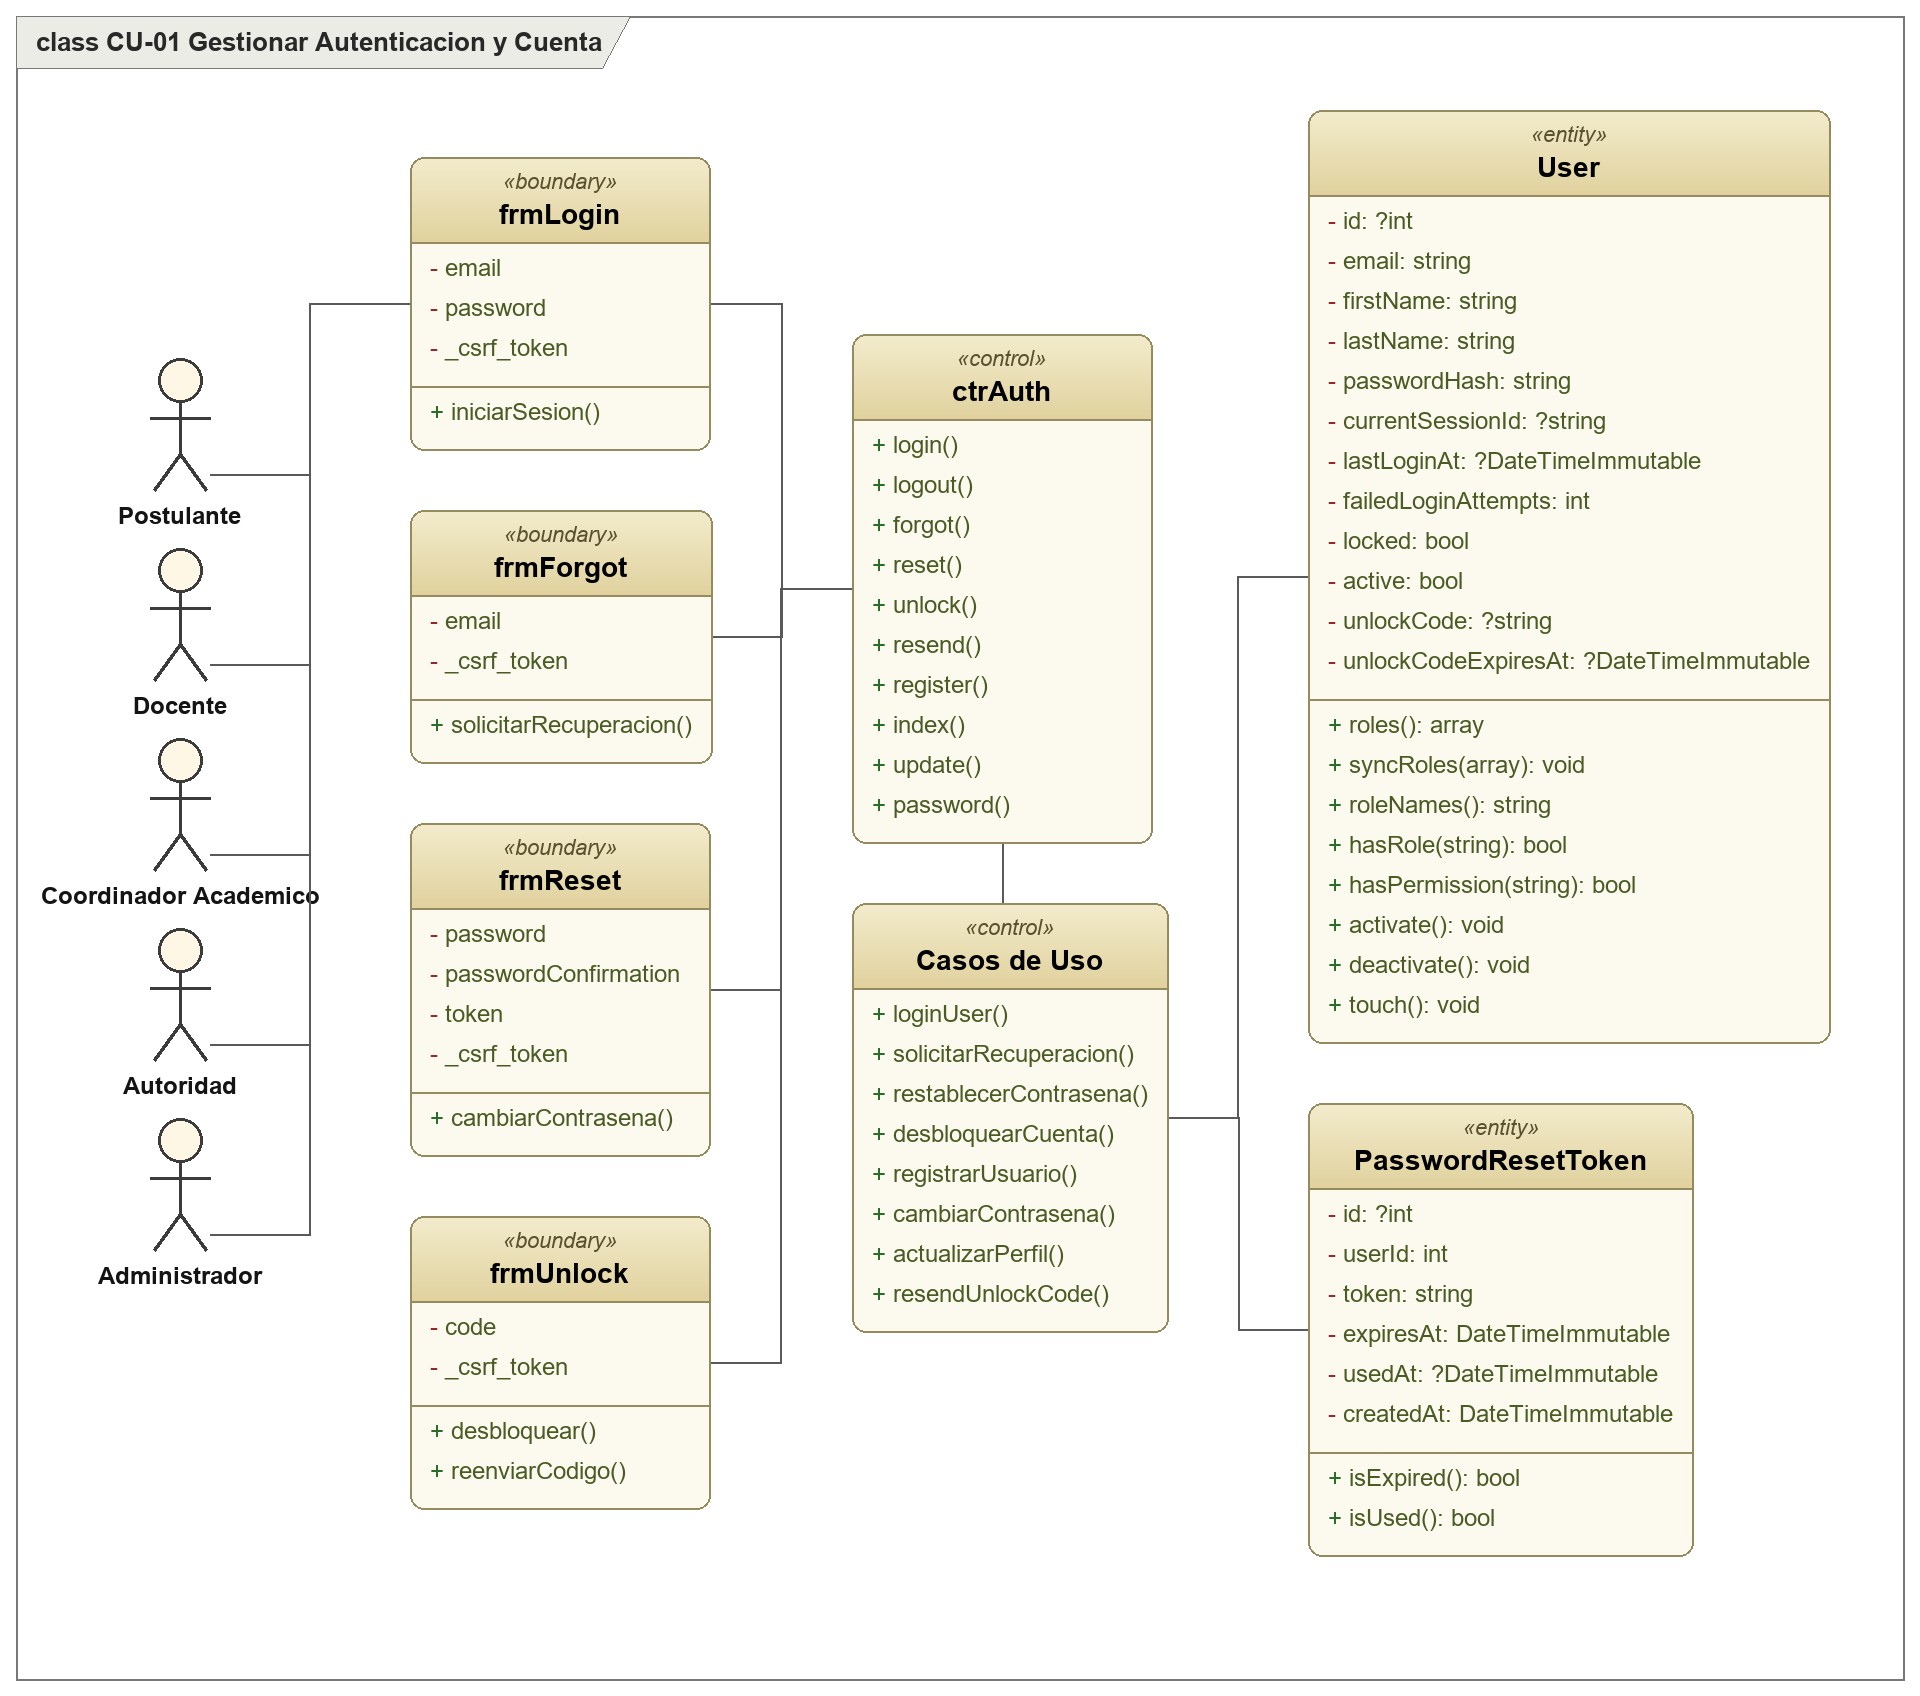 class CU-01 Gestionar Autenticacion y Cuenta
Postulante
Docente
Coordinador Academico
Autoridad
Administrador
«boundary»
frmLogin
- email
- password
- _csrf_token
+ iniciarSesion()
«boundary»
frmForgot
- email
- _csrf_token
+ solicitarRecuperacion()
«boundary»
frmReset
- password
- passwordConfirmation
- token
- _csrf_token
+ cambiarContrasena()
«boundary»
frmUnlock
- code
- _csrf_token
+ desbloquear()
+ reenviarCodigo()
«control»
ctrAuth
+ login()
+ logout()
+ forgot()
+ reset()
+ unlock()
+ resend()
+ register()
+ index()
+ update()
+ password()
«control»
Casos de Uso
+ loginUser()
+ solicitarRecuperacion()
+ restablecerContrasena()
+ desbloquearCuenta()
+ registrarUsuario()
+ cambiarContrasena()
+ actualizarPerfil()
+ resendUnlockCode()
«entity»
User
- id: ?int
- email: string
- firstName: string
- lastName: string
- passwordHash: string
- currentSessionId: ?string
- lastLoginAt: ?DateTimeImmutable
- failedLoginAttempts: int
- locked: bool
- active: bool
- unlockCode: ?string
- unlockCodeExpiresAt: ?DateTimeImmutable
+ roles(): array
+ syncRoles(array): void
+ roleNames(): string
+ hasRole(string): bool
+ hasPermission(string): bool
+ activate(): void
+ deactivate(): void
+ touch(): void
«entity»
PasswordResetToken
- id: ?int
- userId: int
- token: string
- expiresAt: DateTimeImmutable
- usedAt: ?DateTimeImmutable
- createdAt: DateTimeImmutable
+ isExpired(): bool
+ isUsed(): bool